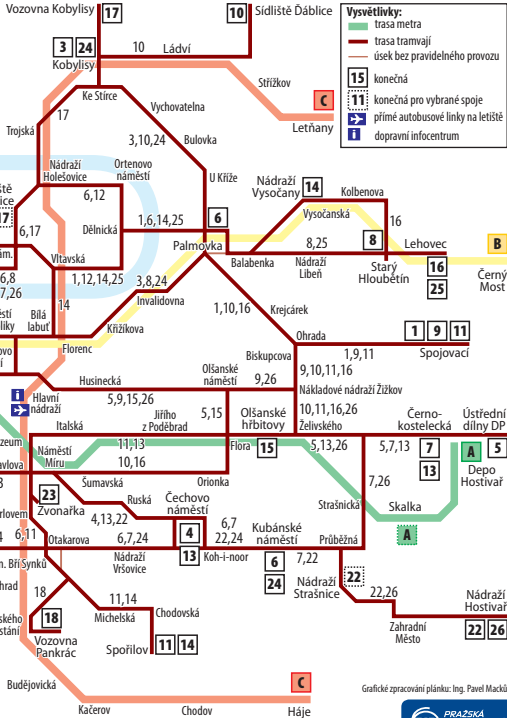 Vozovna Kobylisy
17
10
Sídliště Ďáblice
Vysvětlivky:
trasa metra
trasa tramvají
úsek bez pravidelného provozu
15 konečná
11 konečná pro vybrané spoje
přímé autobusové linky na letiště
i dopravní infocentrum
3 24
10 Ládví
Kobylisy
Střížkov
C
Letňany
Ke Stírce
17
Vychovatelna
Trojská
3,10,24
Bulovka
Nádraží
Holešovice
Ortenovo
náměstí
U Kříže
Nádraží
Vysočany
14
Kolbenova
6,12
Vysočanská
17
Dělnická
1,6,14,25
6
16
6,17
Palmovka
8,25
8
Lehovec
B
Vltavská
Balabenka
Nádraží
Libeň
Starý
Hloubětín
16
25
Černý
Most
1,12,14,25
3,8,24
6,8
7,26
Invalidovna
14
Bílá
labuť
1,10,16
Krejcárek
Křižíkova
Ohrada
1 9 11
Florenc
Biskupcova
1,9,11
Spojovací
Husinecká
Olšanské
náměstí
9,26
9,10,11,16
Nákladové nádraží Žižkov
i
Hlavní
nádraží
5,9,15,26
Jiřího
z Poděbrad
5,15
Olšanské
hřbitovy
10,11,16,26
Želivského
Černo-
kostelecká
Ústřední
dílny DP
Italská
11,13
Flora
15
5,13,26
5,7,13
7
13
A
5
Depo
Hostivař
Náměstí
Míru
10,16
Šumavská
Orionka
7,26
23
Zvonařka
Ruská
Čechovo
náměstí
Strašnická
Skalka
A
4,13,22
4
6,7
22,24
Kubánské
náměstí
6,11
Otakarova
6,7,24
13
Koh-i-noor
Průběžná
Nádraží
Vršovice
6
24
7,22
Nádraží
Strašnice
22
22,26
Nádraží
Hostivař
18
11,14
Michelská
Chodovská
Zahradní
Město
22 26
18
Vozovna
Pankrác
Spořilov
11 14
Budějovická
C
Grafické zpracování plánku: Ing. Pavel Macků
Kačerov
Chodov
Háje
PRAŽSKÁ